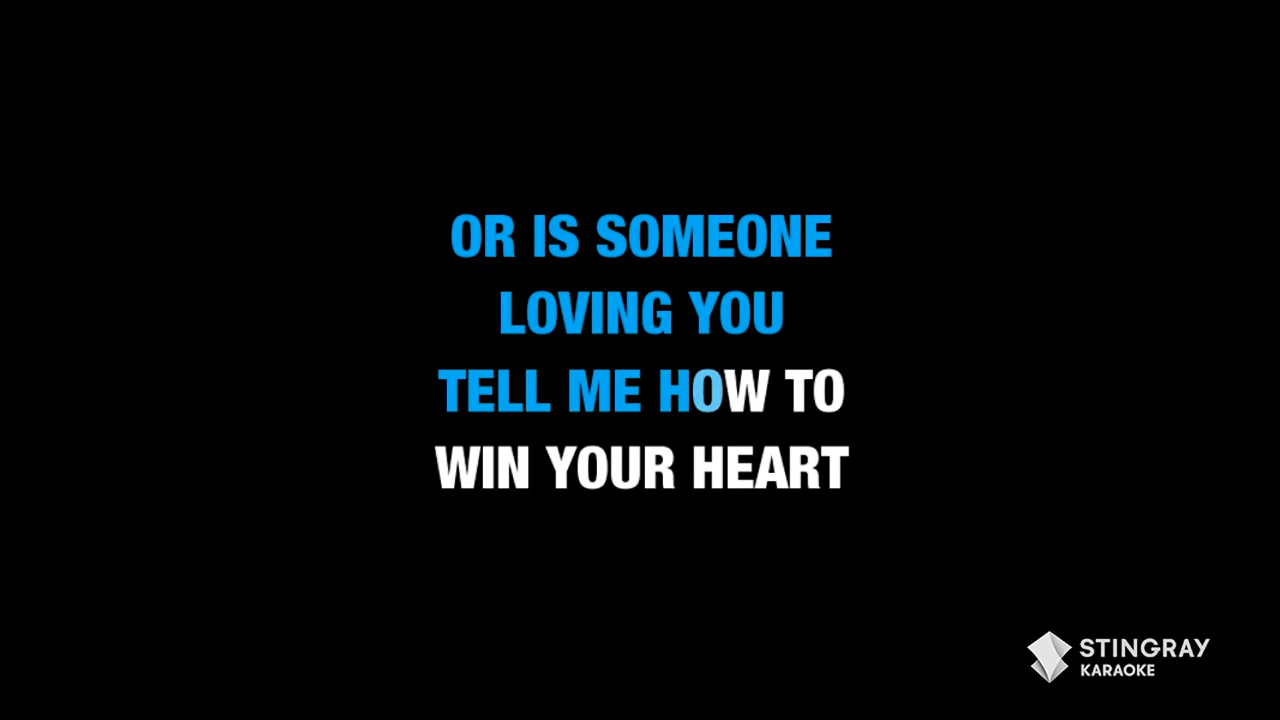 OR IS SOMEONE
LOVING YOU
TELL ME HOW TO
WIN YOUR HEART
STINGRAY
KARAOKE